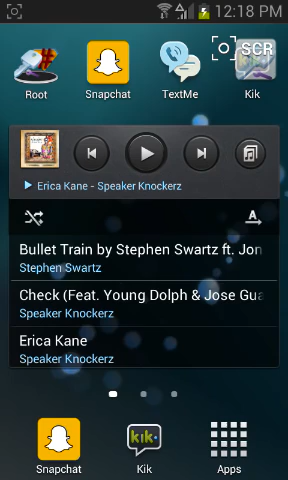 12:18 PM
SCR
Root
Snapchat
TextMe
Kik
Erica Kane - Speaker Knockerz
A
Bullet Train by Stephen Swartz ft. Jon
Stephen Swartz
Check (Feat. Young Dolph & Jose Gua
Speaker Knockerz
Erica Kane
Speaker Knockerz
kik
Snapchat
Kik
Apps